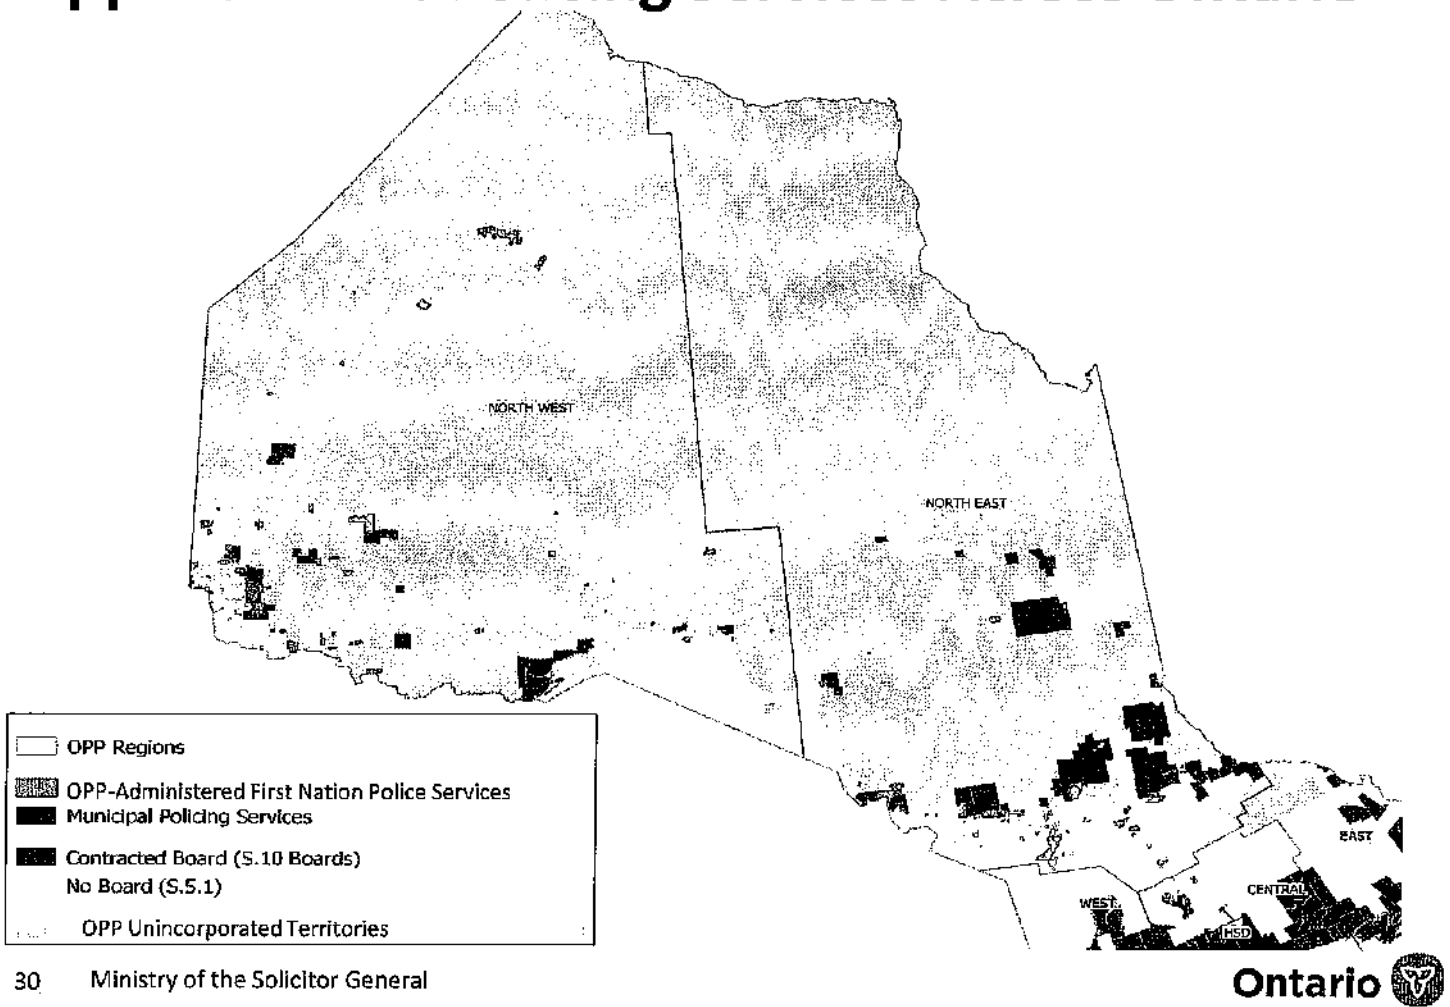 NORTH WEST
NORTH EAST
OPP Regions
OPP-Administered First Nation Police Services
Municipal Policing Services
Contracted Board (S.10 Boards)
No Board (S.5.1)
OPP Unincorporated Territories
EAST
CENTRAL
WEST
HSD
30 Ministry of the Solicitor General
Ontario